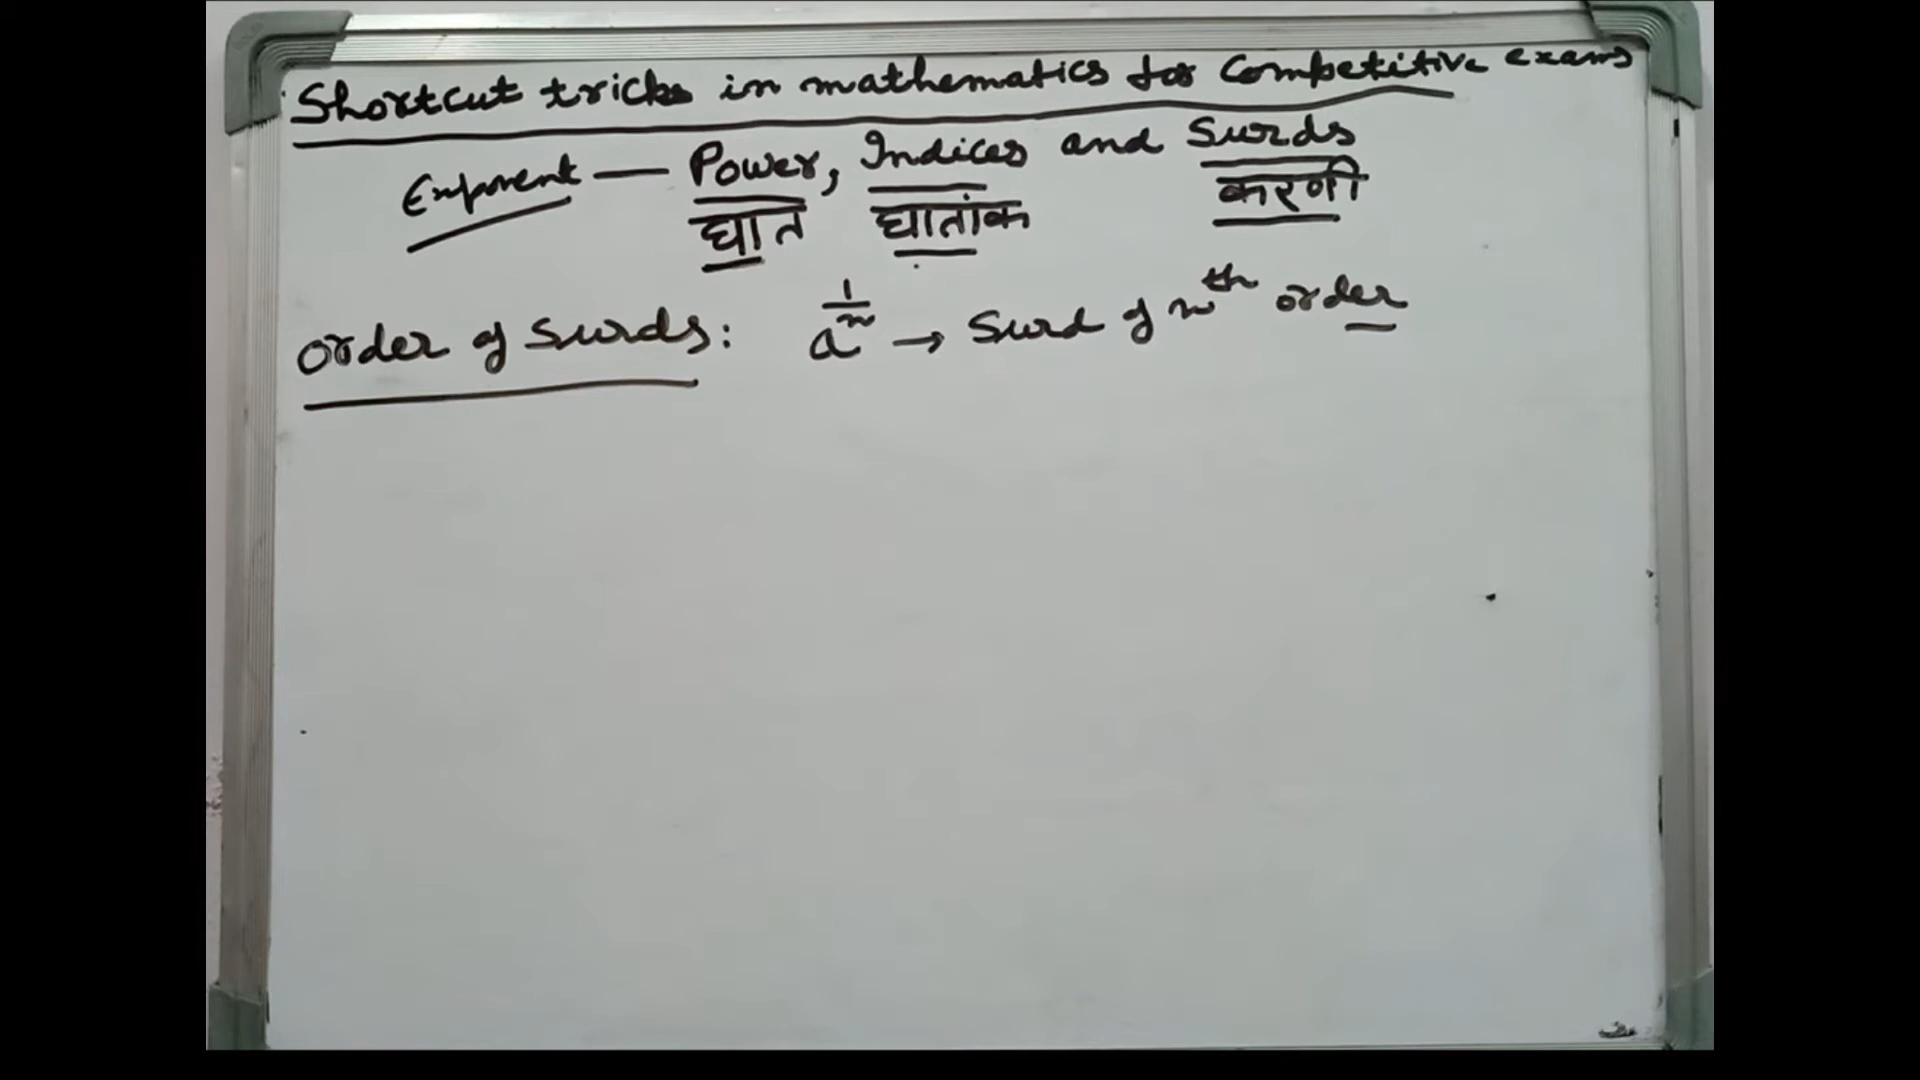 Shortcut tricks in mathematics for Competitive exams
Exponent — Power, Indices and Surds
घात घातांक करणी
Order of Surds: a^(1/n) → Surd of nth order